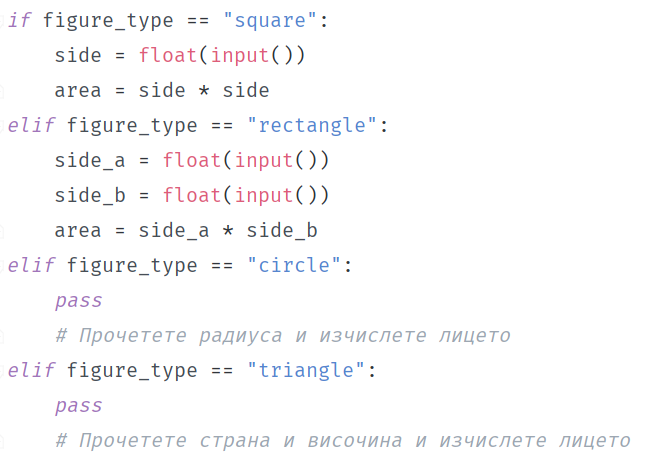 if figure_type == "square":
    side = float(input())
    area = side * side
elif figure_type == "rectangle":
    side_a = float(input())
    side_b = float(input())
    area = side_a * side_b
elif figure_type == "circle":
    pass
    # Прочетете радиуса и изчислете лицето
elif figure_type == "triangle":
    pass
    # Прочетете страна и височина и изчислете лицето